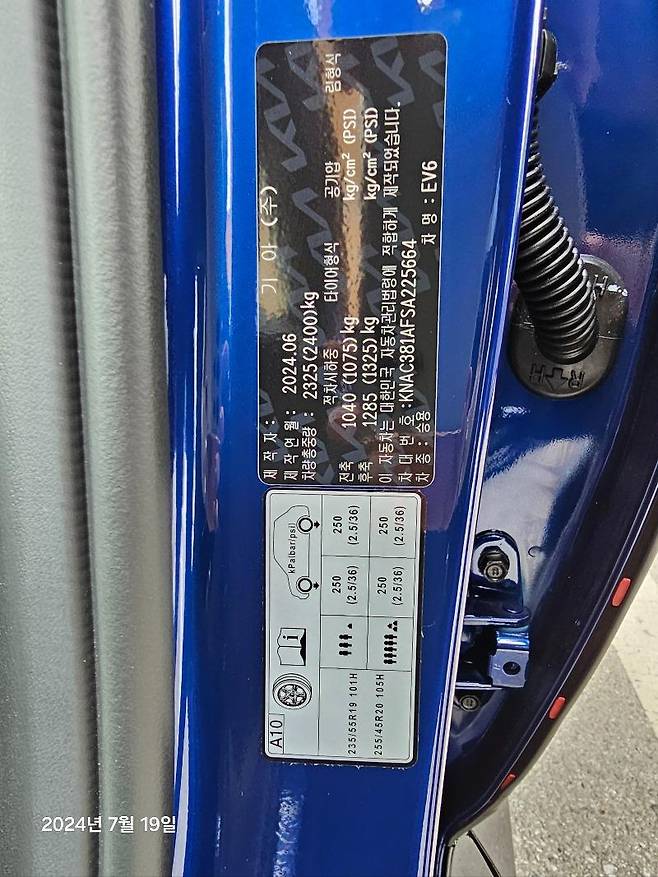 제 작 자 : 기 아 (주)
제 작 연 월 : 2024.06
차량총중량 : 2325(2400)kg
적차시하중 타이어형식 공기압 림형식
전축 1040 (1075) kg kg/cm² (PSI)
후축 1285 (1325) kg kg/cm² (PSI)
이 자동차는 대한민국 자동차관리법령에 적합하게 제작되었습니다.
차 대 번 호 : KNAC381AFSA225664
차 종 : 승용 차 명 : EV6
A10
kPa(bar/psi)
235/55R19 101H 250 (2.5/36) 250 (2.5/36)
255/45R20 105H 250 (2.5/36) 250 (2.5/36)
RH
2024년 7월 19일